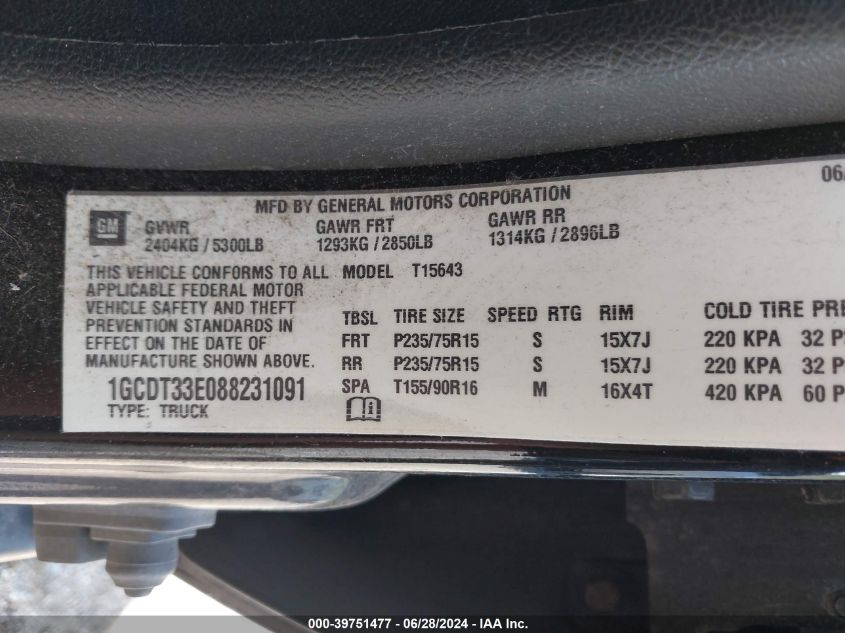 06/
MFD BY GENERAL MOTORS CORPORATION
GM
GVWR GAWR FRT GAWR RR
2404KG / 5300LB 1293KG / 2850LB 1314KG / 2896LB
THIS VEHICLE CONFORMS TO ALL
APPLICABLE FEDERAL MOTOR
VEHICLE SAFETY AND THEFT
PREVENTION STANDARDS IN
EFFECT ON THE DATE OF
MANUFACTURE SHOWN ABOVE.
1GCDT33E088231091
TYPE: TRUCK
MODEL T15643
TBSL TIRE SIZE SPEED RTG RIM COLD TIRE PRE
FRT P235/75R15 S 15X7J 220 KPA 32 P
RR P235/75R15 S 15X7J 220 KPA 32 P
SPA T155/90R16 M 16X4T 420 KPA 60 P
000-39751477 - 06/28/2024 - IAA Inc.